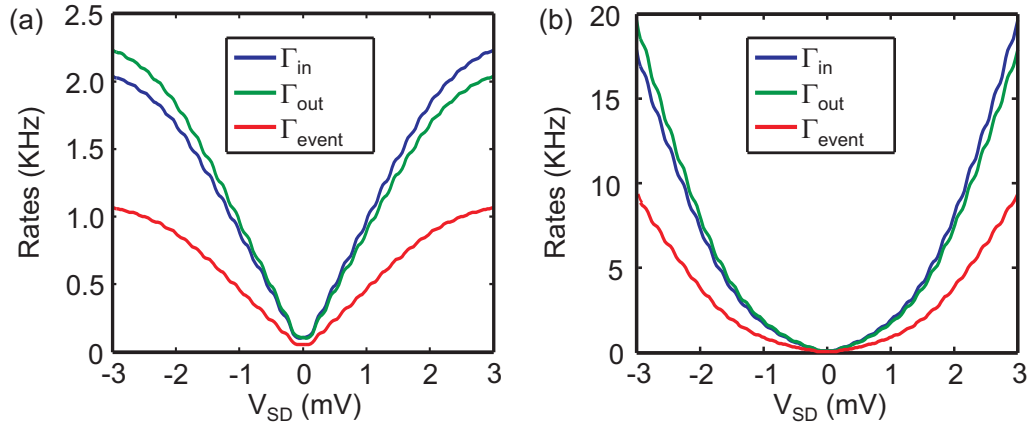 (a)
Rates (KHz)
2.5
2.0
1.5
1.0
0.5
0
Γin
Γout
Γevent
-3 -2 -1 0 1 2 3
VSD (mV)
(b)
Rates (KHz)
20
15
10
5
0
Γin
Γout
Γevent
-3 -2 -1 0 1 2 3
VSD (mV)